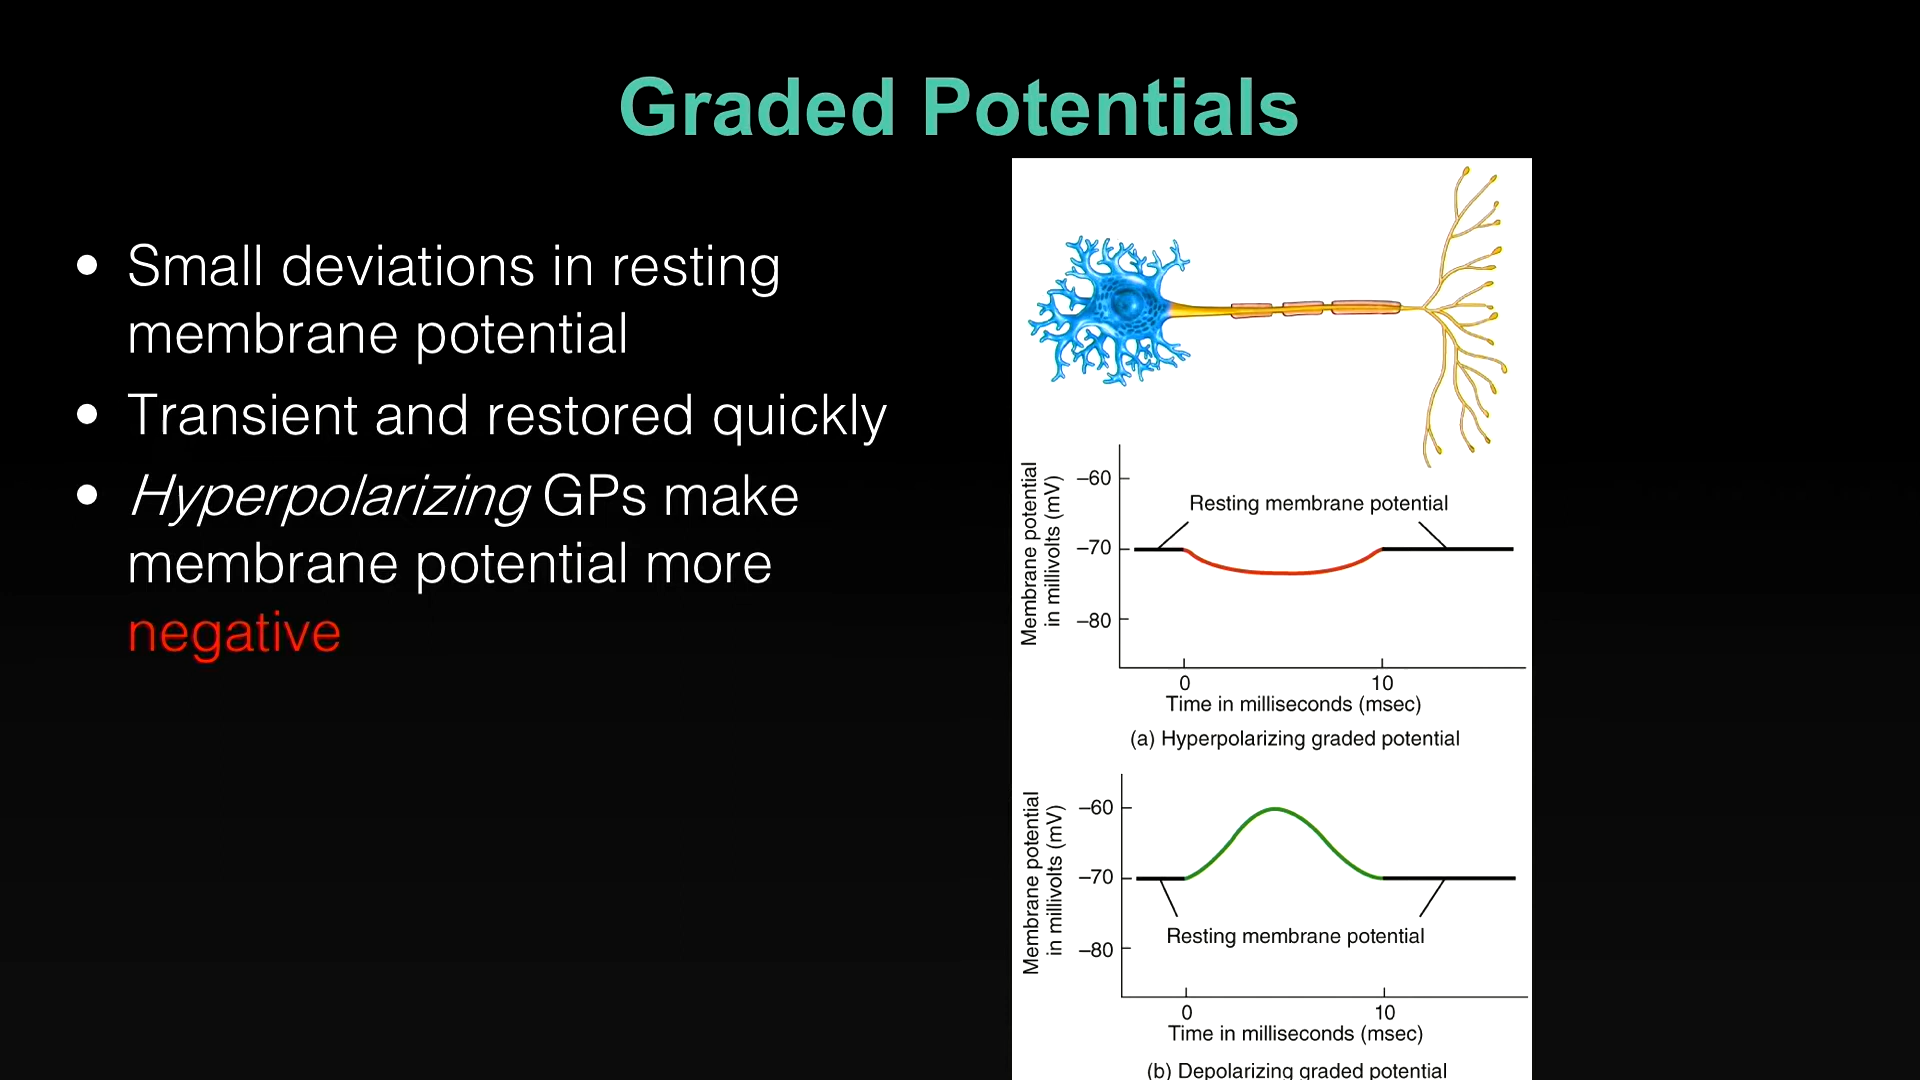 Graded Potentials
• Small deviations in resting
membrane potential
• Transient and restored quickly
• Hyperpolarizing GPs make
membrane potential more
negative
Membrane potential
in millivolts (mV)
–60
Resting membrane potential
–70
–80
0 10
Time in milliseconds (msec)
(a) Hyperpolarizing graded potential
Membrane potential
in millivolts (mV)
–60
–70
Resting membrane potential
–80
0 10
Time in milliseconds (msec)
(b) Depolarizing graded potential